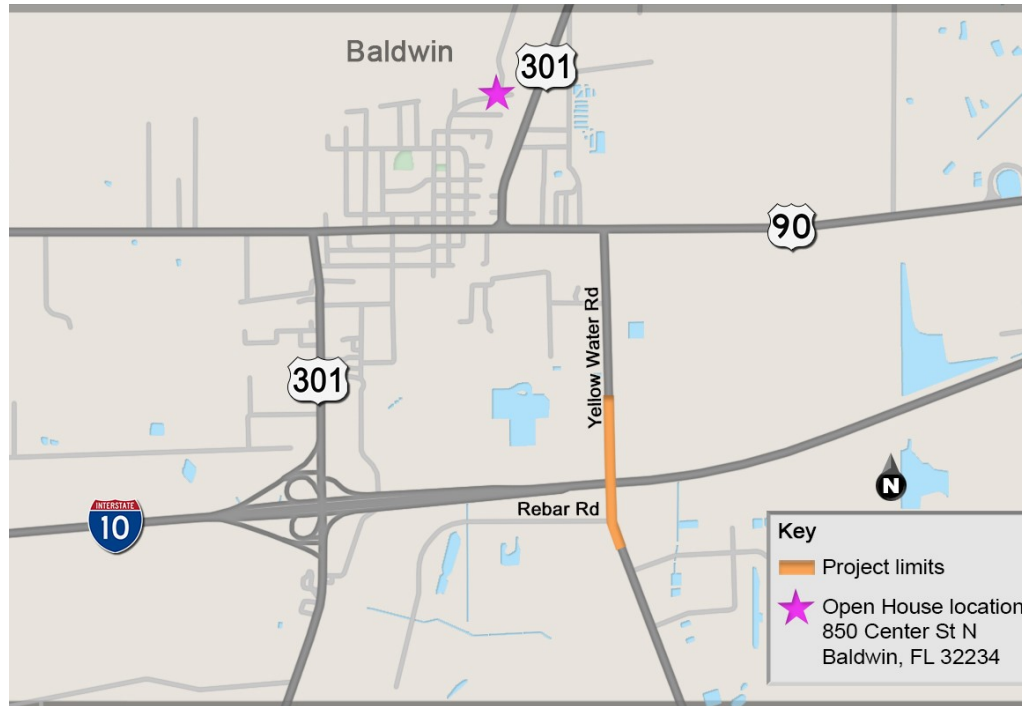 Baldwin
301
90
Yellow Water Rd
301
INTERSTATE
10
Rebar Rd
N
Key
Project limits
Open House location
850 Center St N
Baldwin, FL 32234